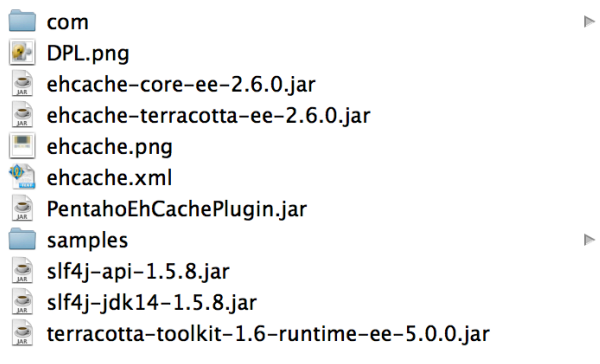 com
DPL.png
ehcache-core-ee-2.6.0.jar
ehcache-terracotta-ee-2.6.0.jar
ehcache.png
ehcache.xml
PentahoEhCachePlugin.jar
samples
slf4j-api-1.5.8.jar
slf4j-jdk14-1.5.8.jar
terracotta-toolkit-1.6-runtime-ee-5.0.0.jar